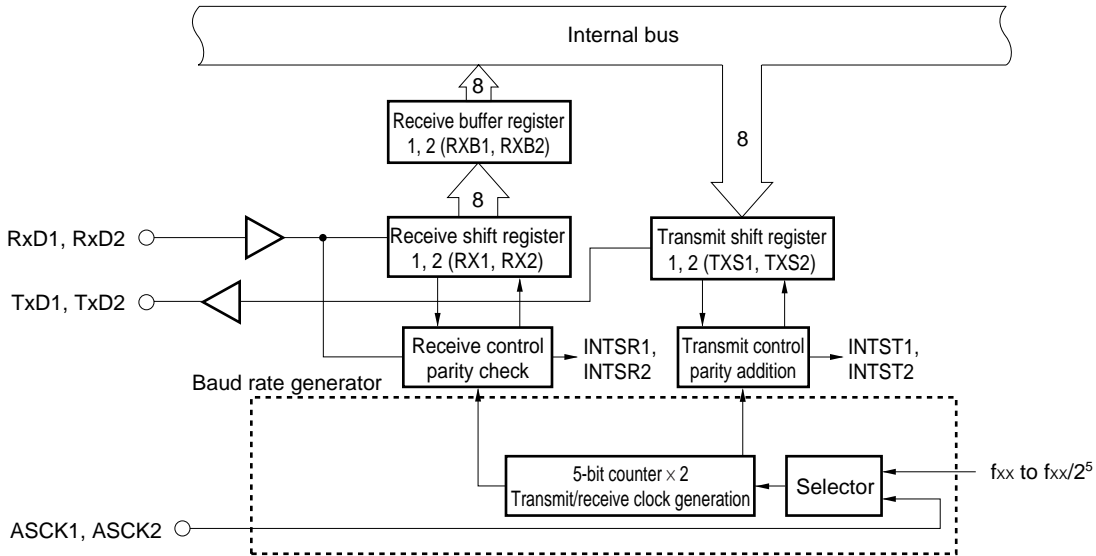 Internal bus
8
Receive buffer register
1, 2 (RXB1, RXB2)
8
8
RxD1, RxD2
Receive shift register
1, 2 (RX1, RX2)
Transmit shift register
1, 2 (TXS1, TXS2)
TxD1, TxD2
Receive control
parity check
INTSR1,
INTSR2
Transmit control
parity addition
INTST1,
INTST2
Baud rate generator
5-bit counter × 2
Transmit/receive clock generation
Selector
fxx to fxx/2⁵
ASCK1, ASCK2